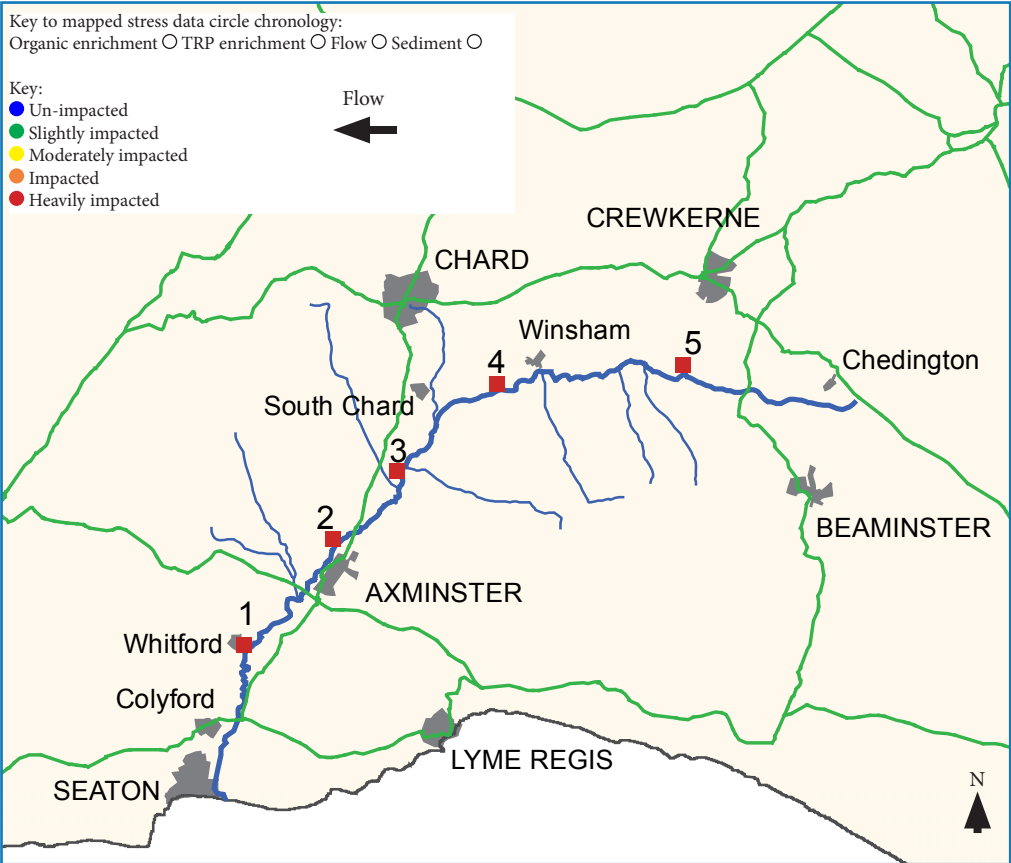 Key to mapped stress data circle chronology:
Organic enrichment TRP enrichment Flow Sediment
Key:
Un-impacted
Slightly impacted
Moderately impacted
Impacted
Heavily impacted
Flow
CREWKERNE
CHARD
Winsham
5
4
Chedington
South Chard
3
2
BEAMINSTER
AXMINSTER
1
Whitford
Colyford
LYME REGIS
SEATON
N